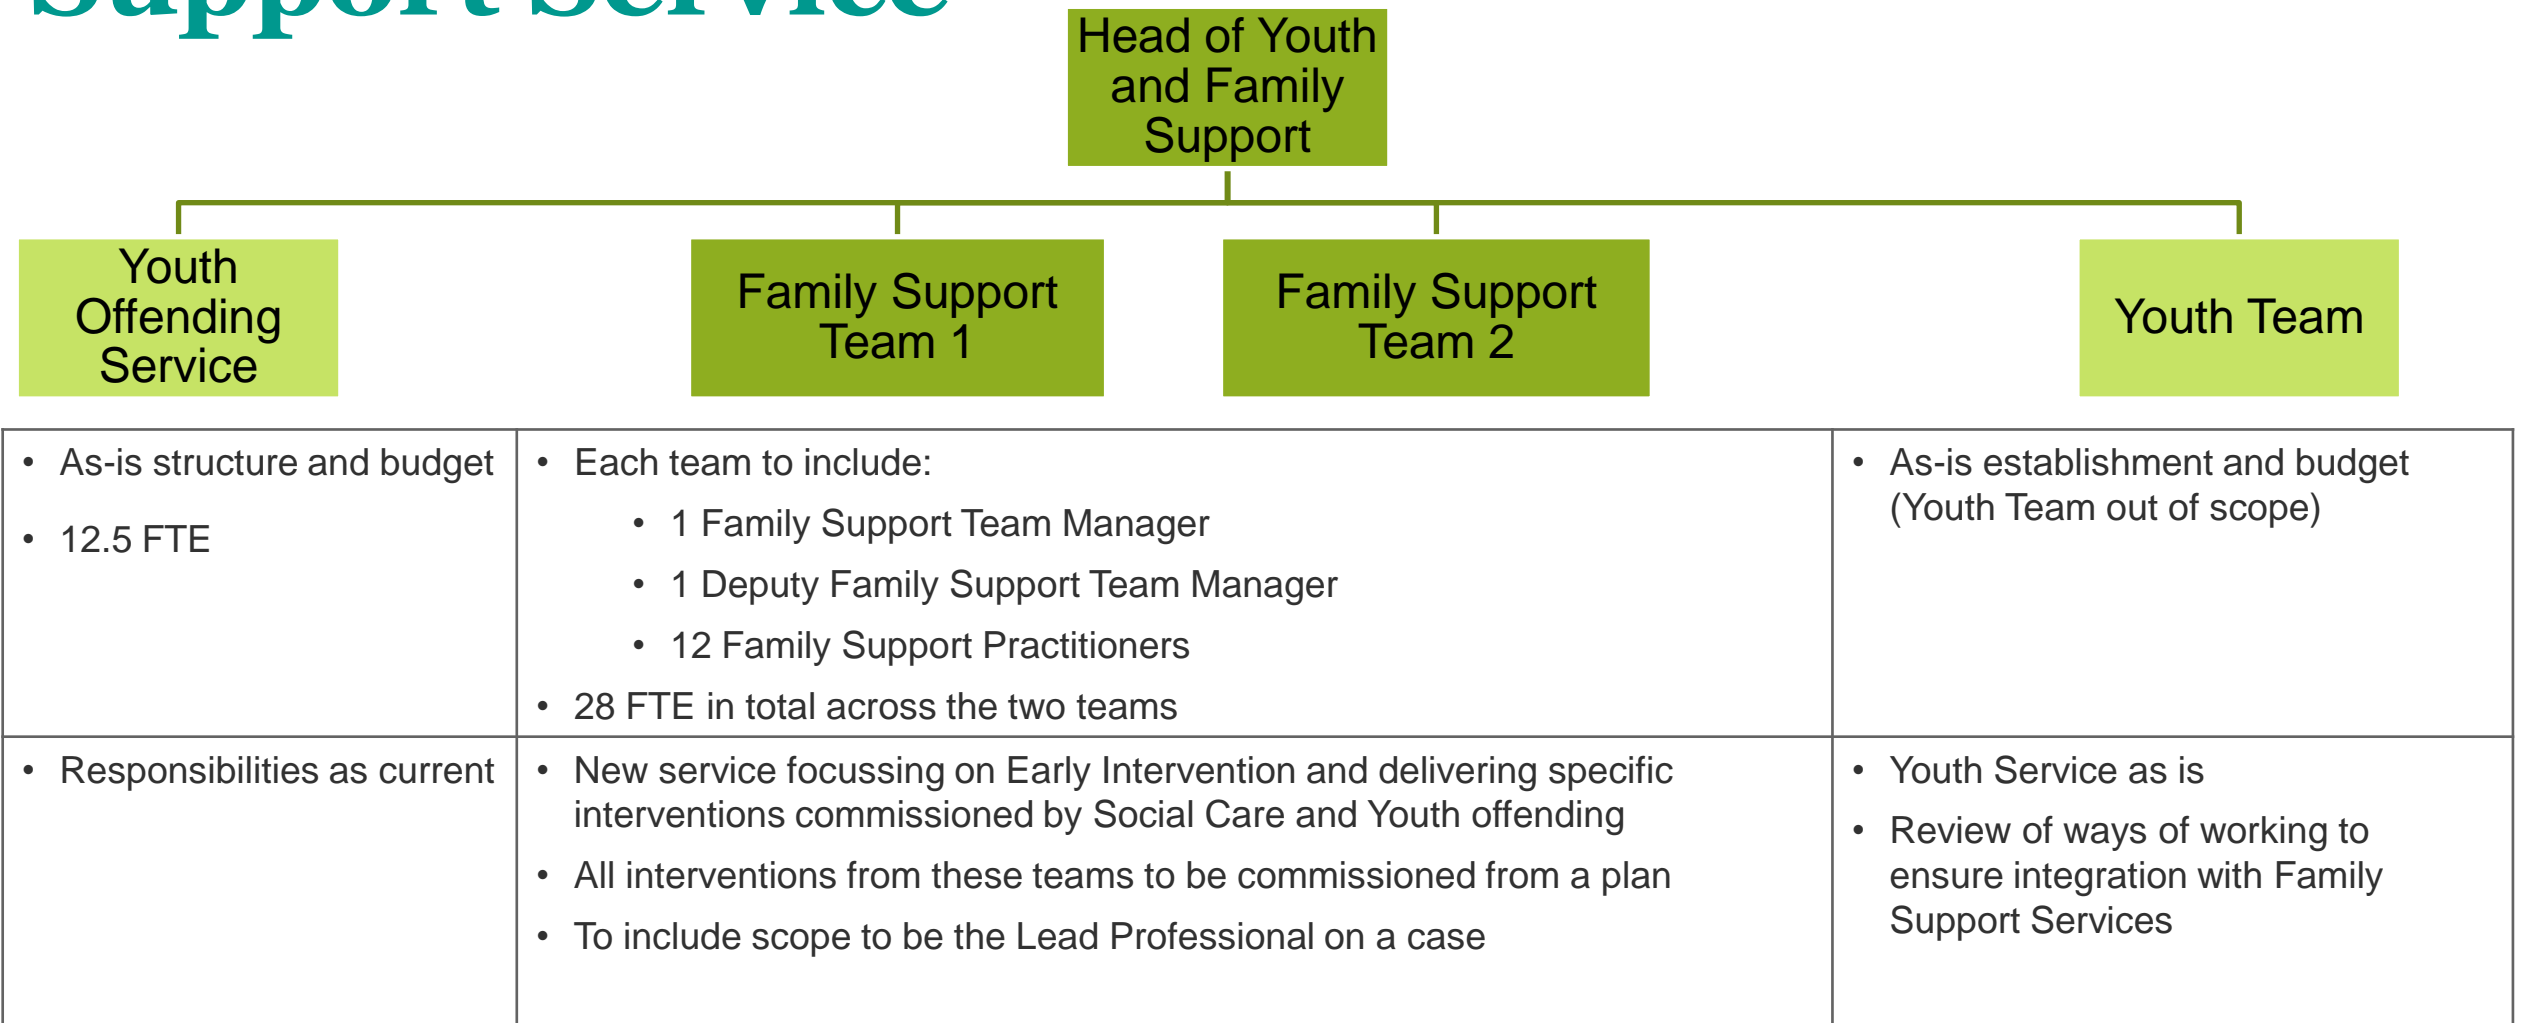 Support Service
Head of Youth
and Family
Support
Youth
Offending
Service
Family Support
Team 1
Family Support
Team 2
Youth Team
• As-is structure and budget
• 12.5 FTE
• Each team to include:
• 1 Family Support Team Manager
• 1 Deputy Family Support Team Manager
• 12 Family Support Practitioners
• 28 FTE in total across the two teams
• As-is establishment and budget
(Youth Team out of scope)
• Responsibilities as current
• New service focussing on Early Intervention and delivering specific
interventions commissioned by Social Care and Youth offending
• All interventions from these teams to be commissioned from a plan
• To include scope to be the Lead Professional on a case
• Youth Service as is
• Review of ways of working to
ensure integration with Family
Support Services